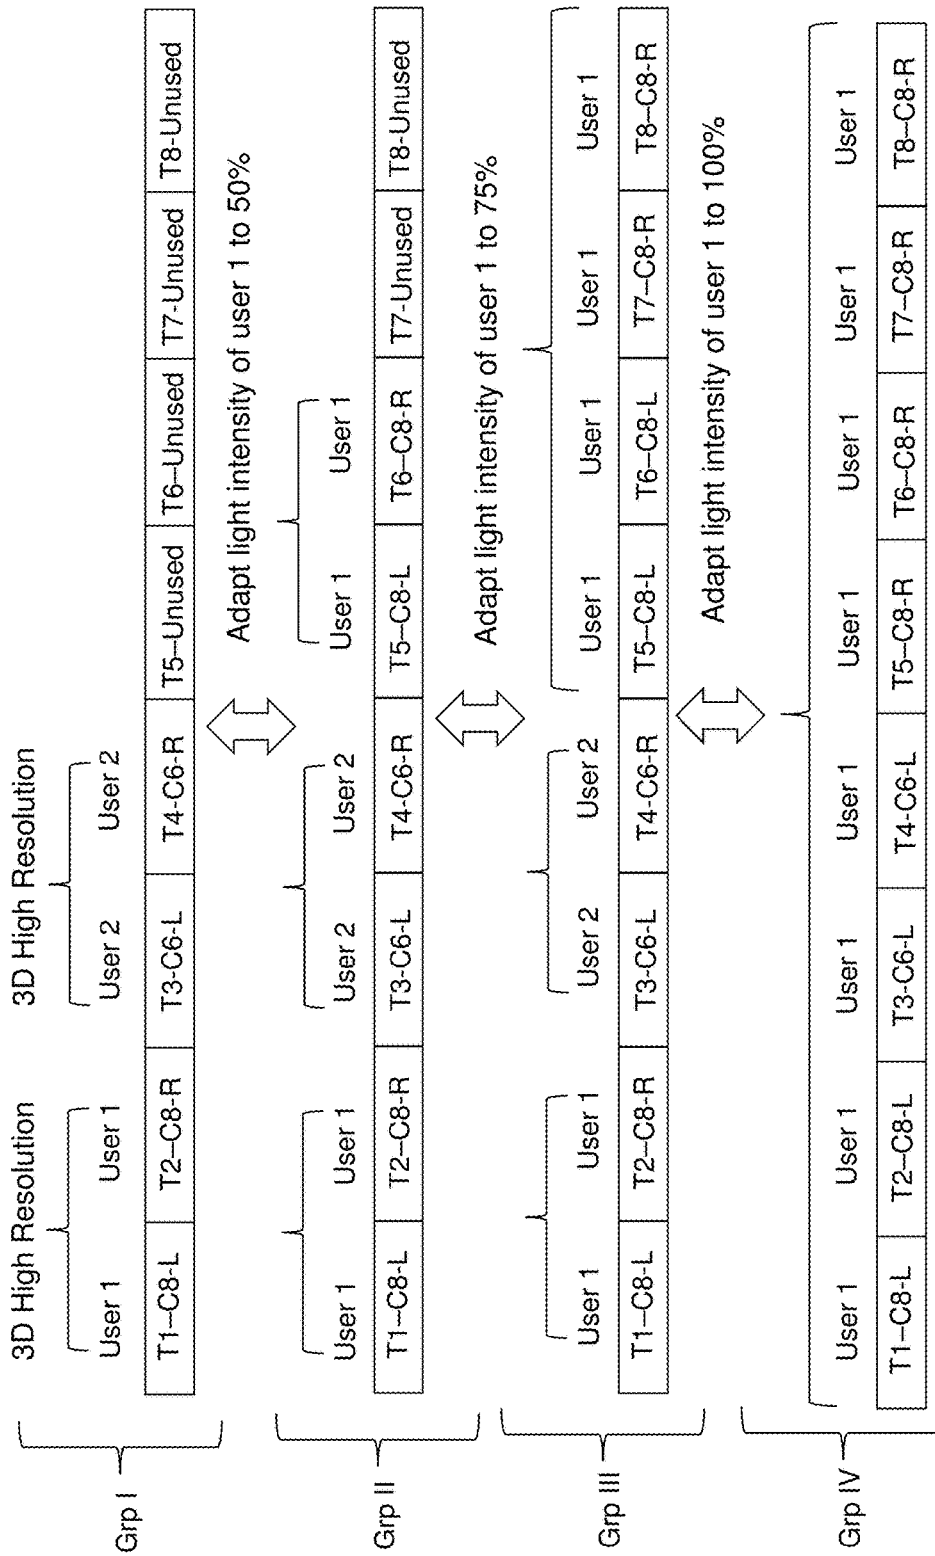 3D High Resolution 3D High Resolution
User 1 User 1 User 2 User 2
Grp I
T1–C8-L T2–C8-R T3-C6-L T4-C6-R T5–Unused T6–Unused T7-Unused T8-Unused
Adapt light intensity of user 1 to 50%
User 1 User 1 User 2 User 2 User 1 User 1
Grp II
T1–C8-L T2–C8-R T3-C6-L T4-C6-R T5–C8-L T6–C8-R T7-Unused T8-Unused
Adapt light intensity of user 1 to 75%
User 1 User 1 User 2 User 2 User 1 User 1 User 1 User 1
Grp III
T1–C8-L T2–C8-R T3-C6-L T4-C6-R T5–C8-L T6–C8-L T7–C8-R T8–C8-R
Adapt light intensity of user 1 to 100%
User 1 User 1 User 1 User 1 User 1 User 1 User 1 User 1
Grp IV
T1–C8-L T2–C8-L T3-C6-L T4-C6-L T5–C8-R T6–C8-R T7–C8-R T8–C8-R